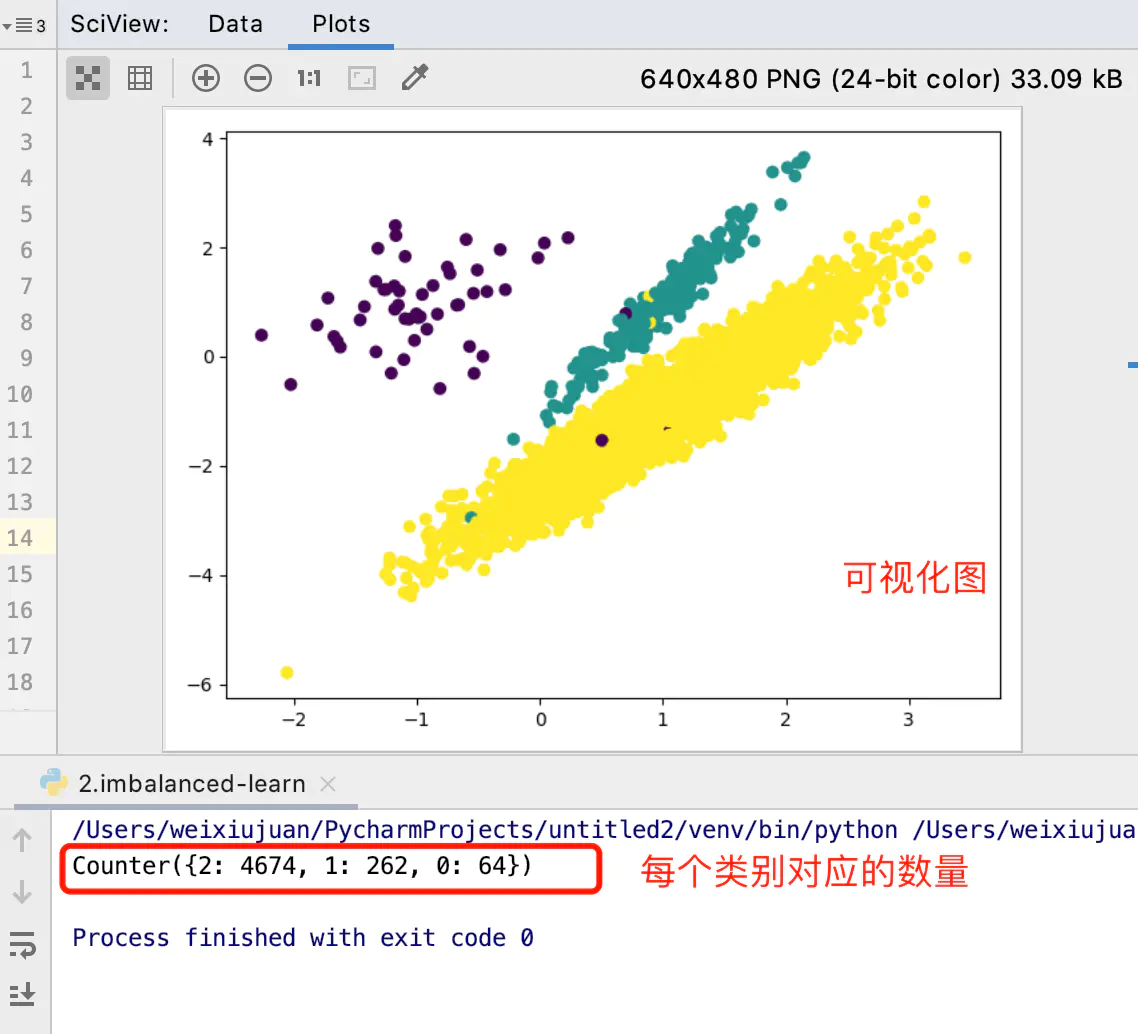 3 SciView: Data Plots
1:1 640x480 PNG (24-bit color) 33.09 kB
1
2
3
4
5
6
7
8
9
10
11
12
13
14
15
16
17
18
4
2
0
−2
−4
−6
−2 −1 0 1 2 3
可视化图
2.imbalanced-learn
/Users/weixiujuan/PycharmProjects/untitled2/venv/bin/python /Users/weixiujua
Counter({2: 4674, 1: 262, 0: 64})
每个类别对应的数量
Process finished with exit code 0